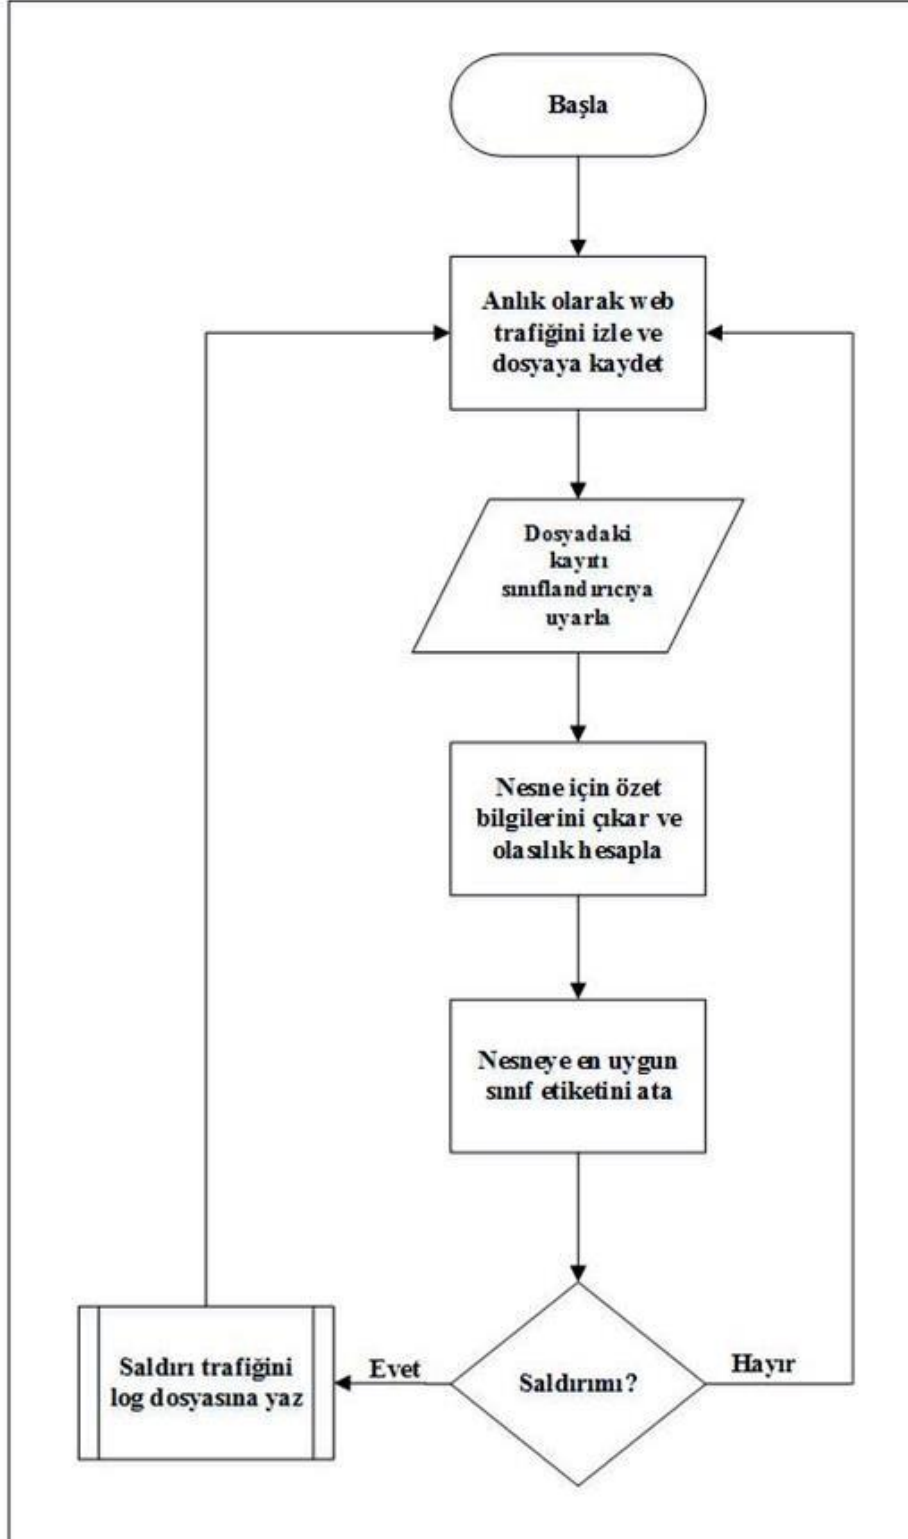 Başla
Anlık olarak web
trafiğini izle ve
dosyaya kaydet
Dosyadaki
kayıtı
sınıflandırıcıya
uyarla
Nesne için özet
bilgilerini çıkar ve
olasılık hesapla
Nesneye en uygun
sınıf etiketini ata
Saldırımı?
Evet
Hayır
Saldırı trafiğini
log dosyasına yaz